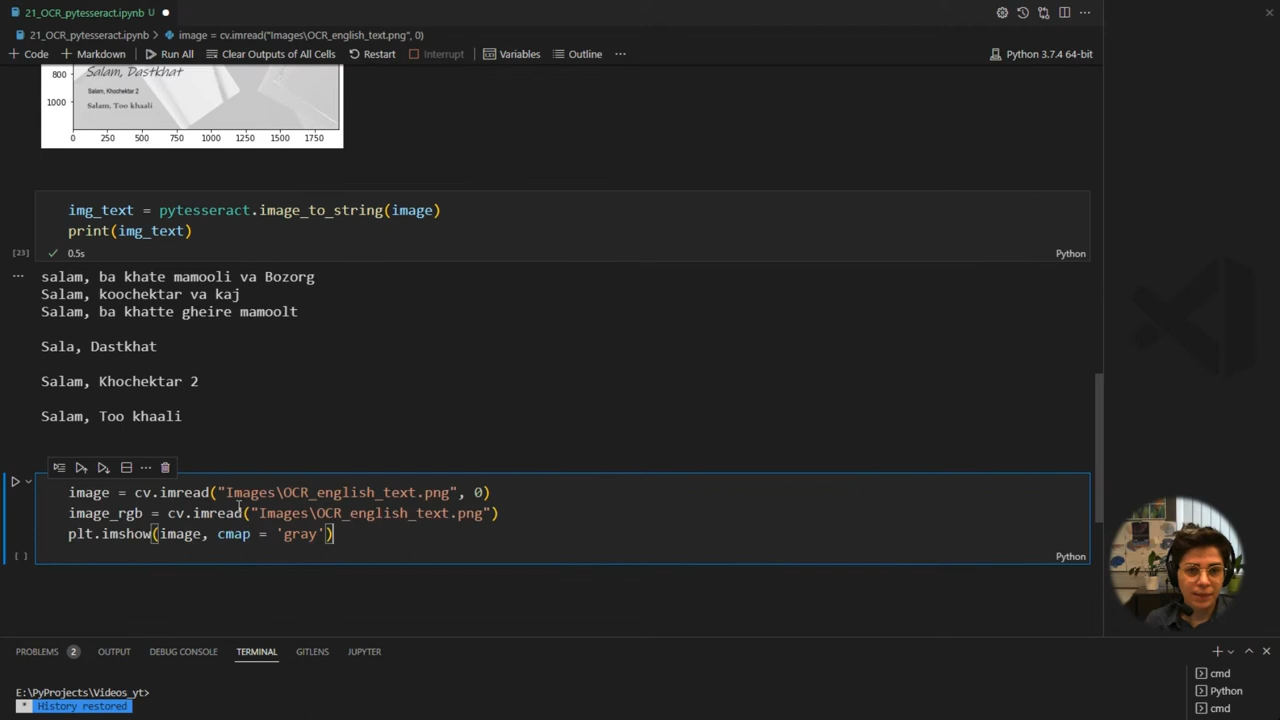 21_OCR_pytesseract.ipynb U
21_OCR_pytesseract.ipynb > image = cv.imread("Images\OCR_english_text.png", 0)
+ Code + Markdown Run All Clear Outputs of All Cells Restart Interrupted Variables Outline ... Python 3.7.4 64-bit
800 Salam, Dastkhat
Salam, Khochektar 2
1000 Salam, Too khaali
0 250 500 750 1000 1250 1500 1750
img_text = pytesseract.image_to_string(image)
print(img_text)
[23] 0.5s Python
... salam, ba khate mamooli va Bozorg
Salam, koochektar va kaj
Salam, ba khatte gheire mamoolt
Sala, Dastkhat
Salam, Khochektar 2
Salam, Too khaali
image = cv.imread("Images\OCR_english_text.png", 0)
image_rgb = cv.imread("Images\OCR_english_text.png")
plt.imshow(image, cmap = 'gray')
[ ] Python
PROBLEMS 2 OUTPUT DEBUG CONSOLE TERMINAL GITLENS JUPYTER
cmd
E:\PyProjects\Videos_yt>
Python
* History restored
cmd